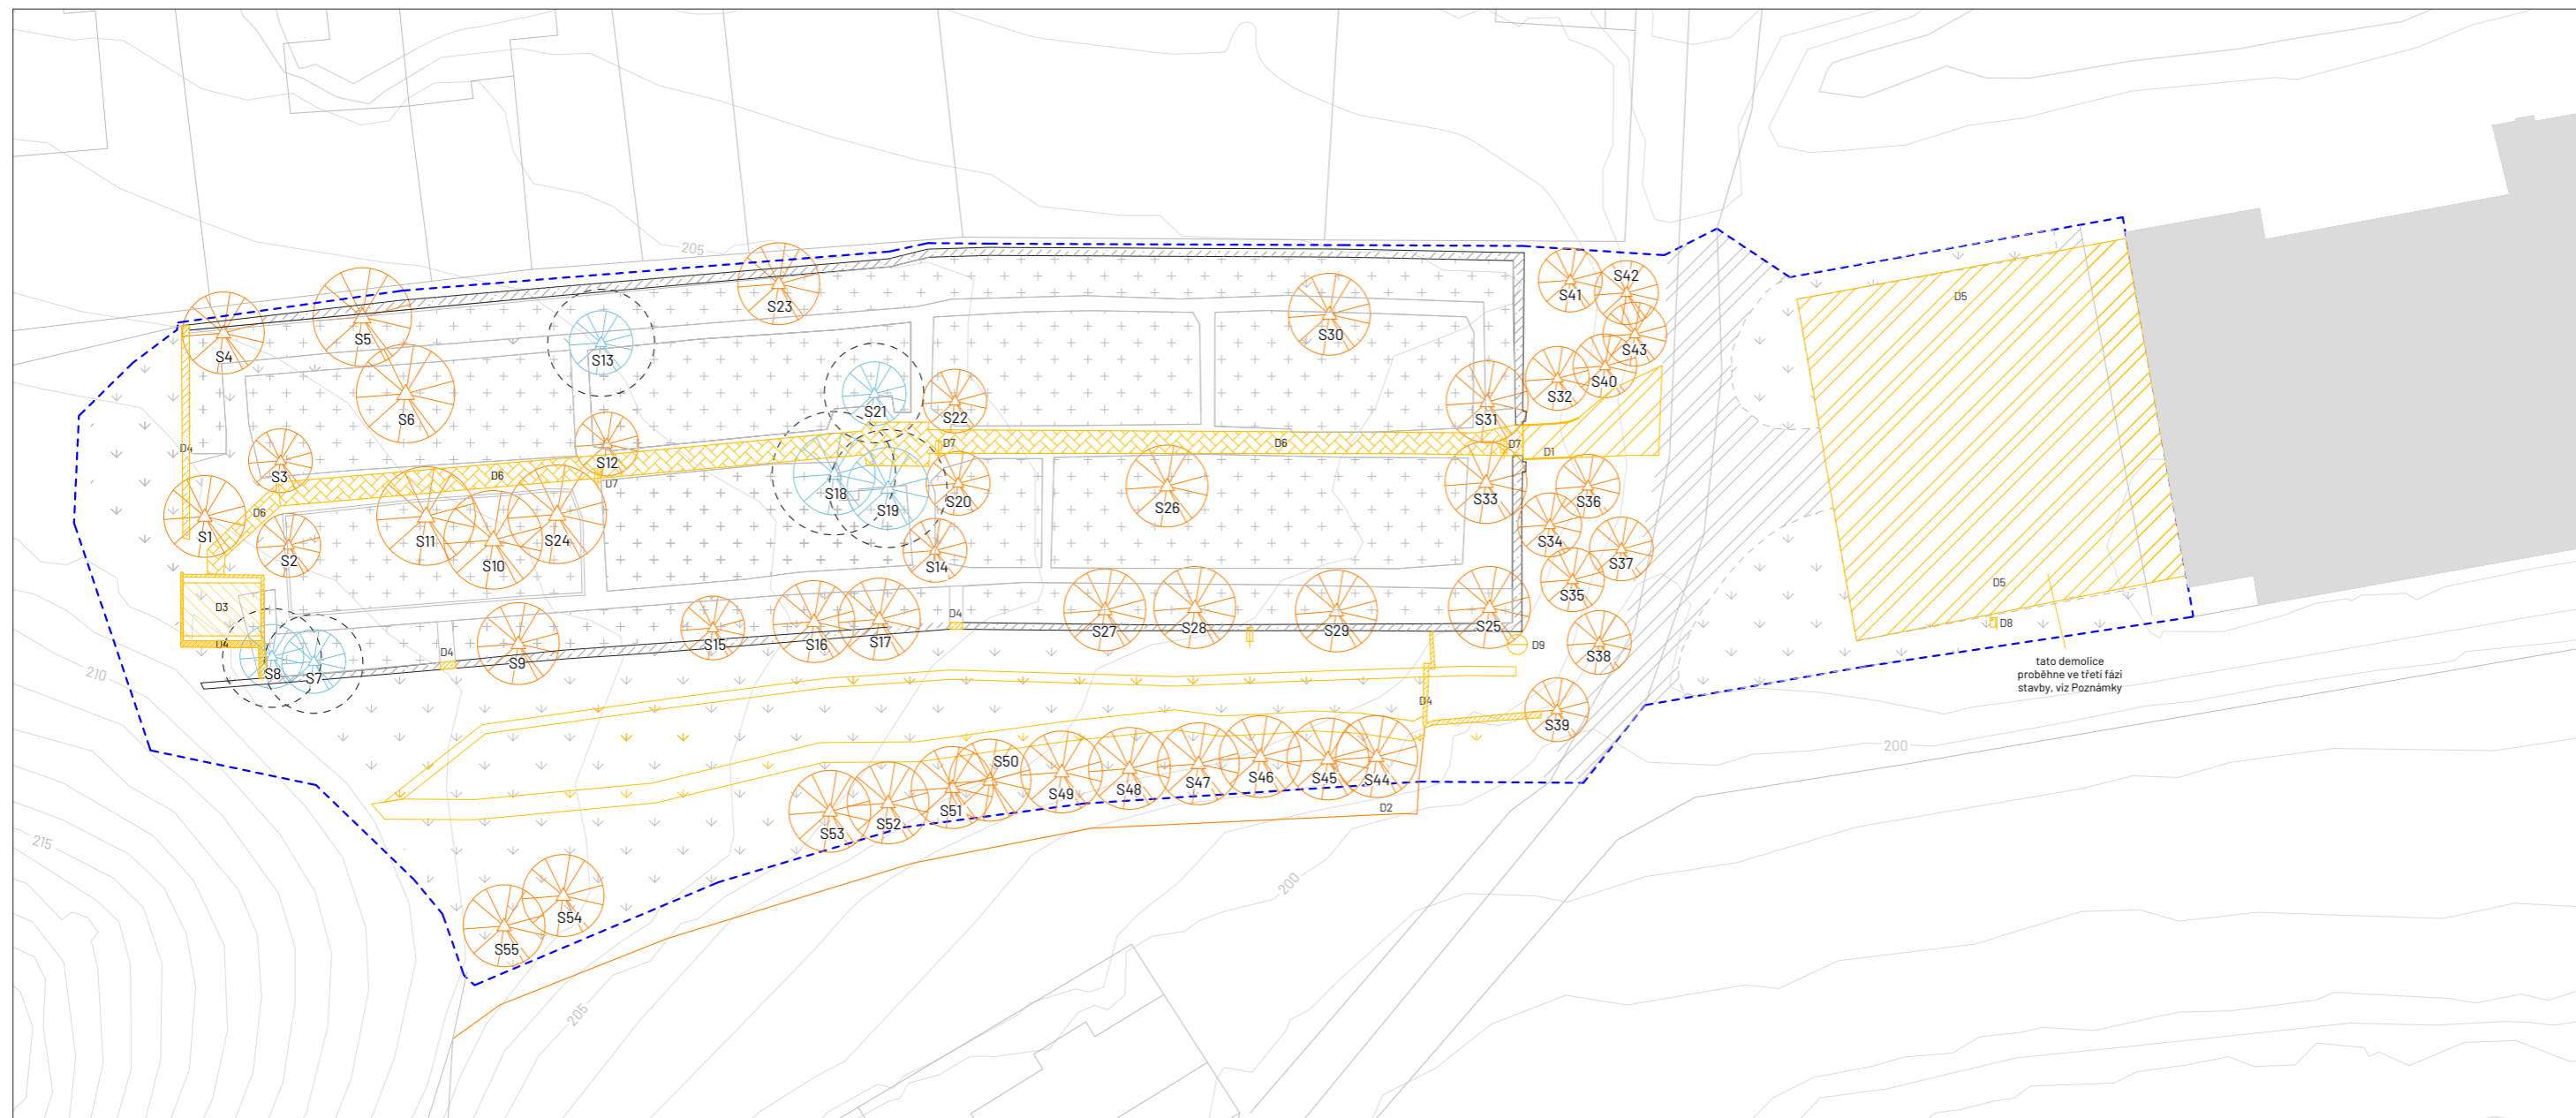 205
S42
S41
D5
S23
S30
S4
S5
S13
S43
S40
S32
S6
S21
S22
S31
S12
D4
D7
D6
D7
D1
S3
D6
D7
S18
S20
S26
S33
S36
S19
D6
S1
S11
S24
S34
S2
S10
S14
S37
D5
S35
D3
D4
D8
S27
S28
S29
S25
D4
D4
S15
S16
S17
D9
S9
S38
tato demolice
proběhne ve třetí fázi
stavby, viz Poznámky
210
S8
S7
D4
S39
200
S50
S46
S45
S44
S47
S48
S49
D2
S51
S52
S53
215
200
S54
S55
205